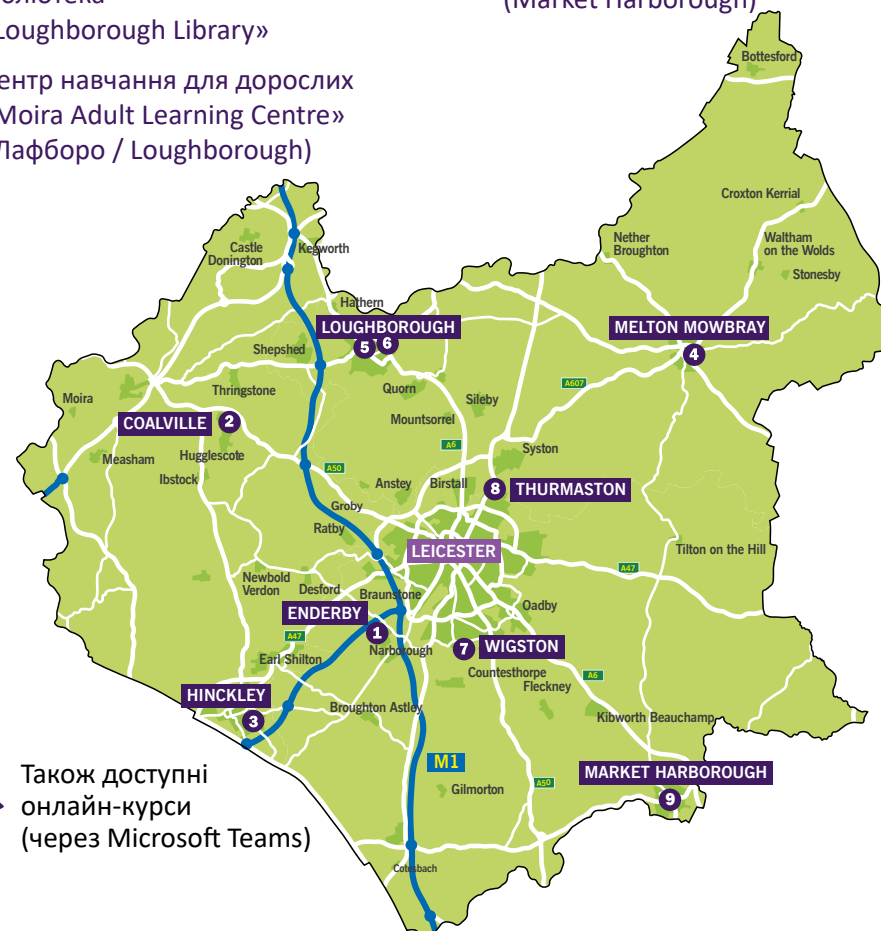 Loughborough Library»
(Market Harborough)
ентр навчання для дорослих
Moira Adult Learning Centre»
Лафборо / Loughborough)
Bottesford
Croxton Kerrial
Castle
Donington
Kegworth
Nether
Broughton
Waltham
on the Wolds
Stonesby
Hathern
LOUGHBOROUGH
5
6
MELTON MOWBRAY
4
Shepshed
A607
Moira
Thringstone
Quorn
Sileby
COALVILLE 2
Mountsorrel
A6
Syston
Measham
Hugglescote
Ibstock
A50
Anstey
Birstall
8 THURMASTON
Groby
Ratby
LEICESTER
Tilton on the Hill
A47
Newbold
Verdon
Desford
Braunstone
Oadby
ENDERBY
1
A47
Narborough
7 WIGSTON
Earl Shilton
Countesthorpe
Fleckney
A6
HINCKLEY
3
Broughton Astley
Kibworth Beauchamp
M1
MARKET HARBOROUGH
9
A50
Gilmorton
Також доступні
онлайн-курси
(через Microsoft Teams)
Cotesbach